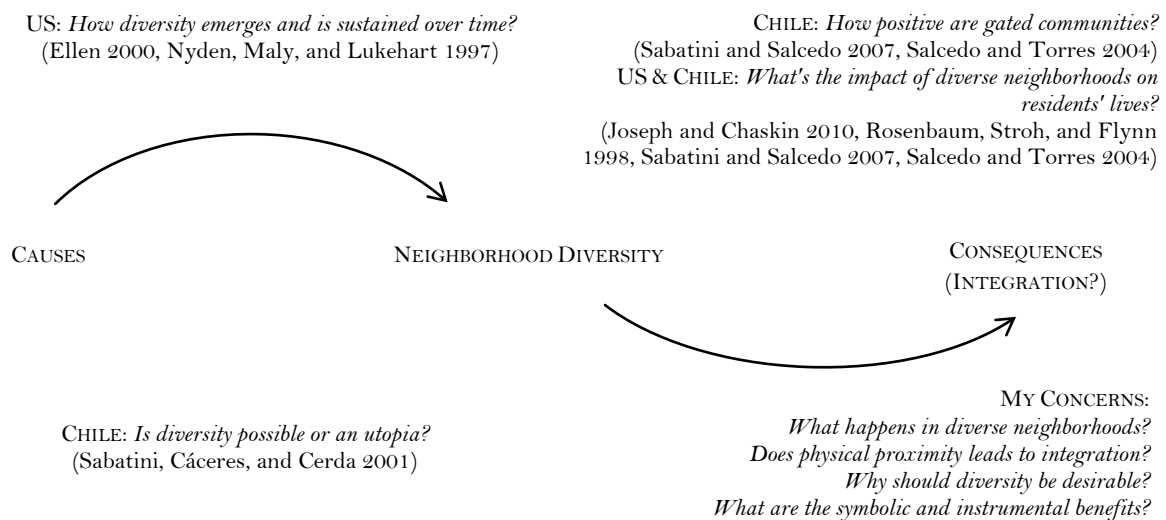 US: How diversity emerges and is sustained over time?
(Ellen 2000, Nyden, Maly, and Lukehart 1997)
CHILE: How positive are gated communities?
(Sabatini and Salcedo 2007, Salcedo and Torres 2004)
US & CHILE: What's the impact of diverse neighborhoods on
residents' lives?
(Joseph and Chaskin 2010, Rosenbaum, Stroh, and Flynn
1998, Sabatini and Salcedo 2007, Salcedo and Torres 2004)
CAUSES
NEIGHBORHOOD DIVERSITY
CONSEQUENCES
(INTEGRATION?)
CHILE: Is diversity possible or an utopia?
(Sabatini, Cáceres, and Cerda 2001)
MY CONCERNS:
What happens in diverse neighborhoods?
Does physical proximity leads to integration?
Why should diversity be desirable?
What are the symbolic and instrumental benefits?